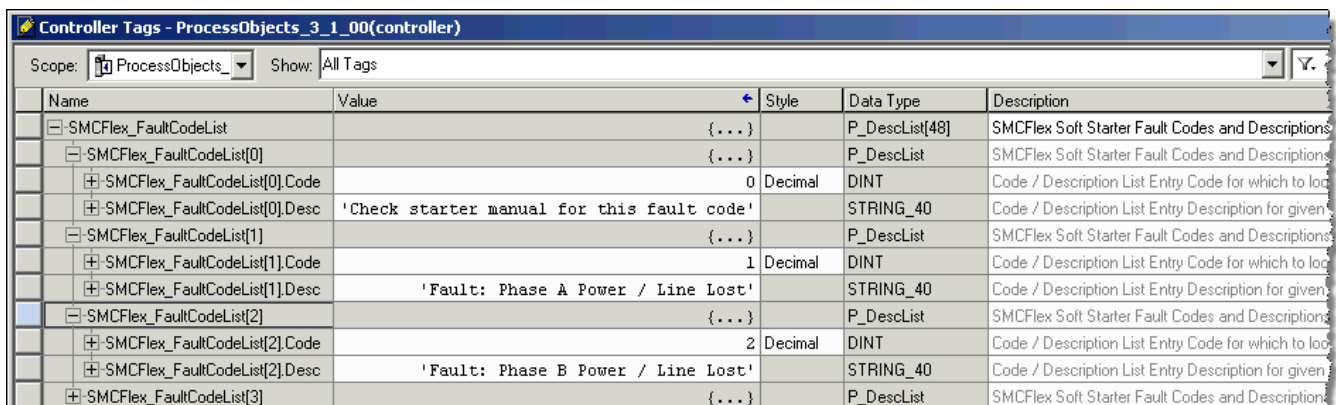 Controller Tags - ProcessObjects_3_1_00(controller)
Scope: ProcessObjects_ Show: All Tags
Name Value Style Data Type Description
SMCFlex_FaultCodeList {...} P_DescList[48] SMCFlex Soft Starter Fault Codes and Descriptions
SMCFlex_FaultCodeList[0] {...} P_DescList SMCFlex Soft Starter Fault Codes and Descriptions
SMCFlex_FaultCodeList[0].Code 0 Decimal DINT Code / Description List Entry Code for which to loo
SMCFlex_FaultCodeList[0].Desc 'Check starter manual for this fault code' STRING_40 Code / Description List Entry Description for given
SMCFlex_FaultCodeList[1] {...} P_DescList SMCFlex Soft Starter Fault Codes and Descriptions
SMCFlex_FaultCodeList[1].Code 1 Decimal DINT Code / Description List Entry Code for which to loo
SMCFlex_FaultCodeList[1].Desc 'Fault: Phase A Power / Line Lost' STRING_40 Code / Description List Entry Description for given
SMCFlex_FaultCodeList[2] {...} P_DescList SMCFlex Soft Starter Fault Codes and Descriptions
SMCFlex_FaultCodeList[2].Code 2 Decimal DINT Code / Description List Entry Code for which to loo
SMCFlex_FaultCodeList[2].Desc 'Fault: Phase B Power / Line Lost' STRING_40 Code / Description List Entry Description for given
SMCFlex_FaultCodeList[3] {...} P_DescList SMCFlex Soft Starter Fault Codes and Description